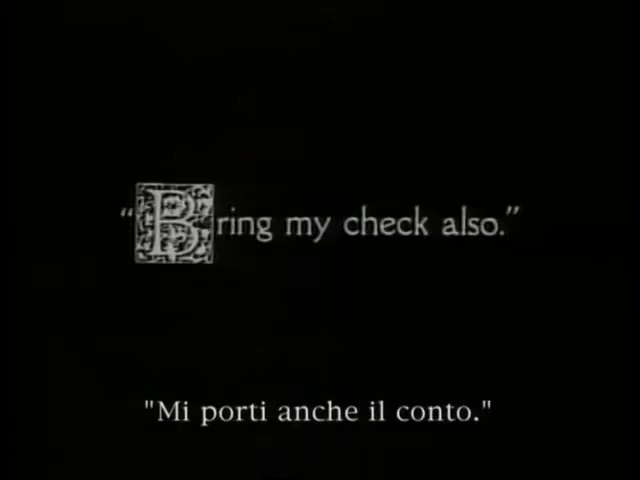 “Bring my check also.”
"Mi porti anche il conto."